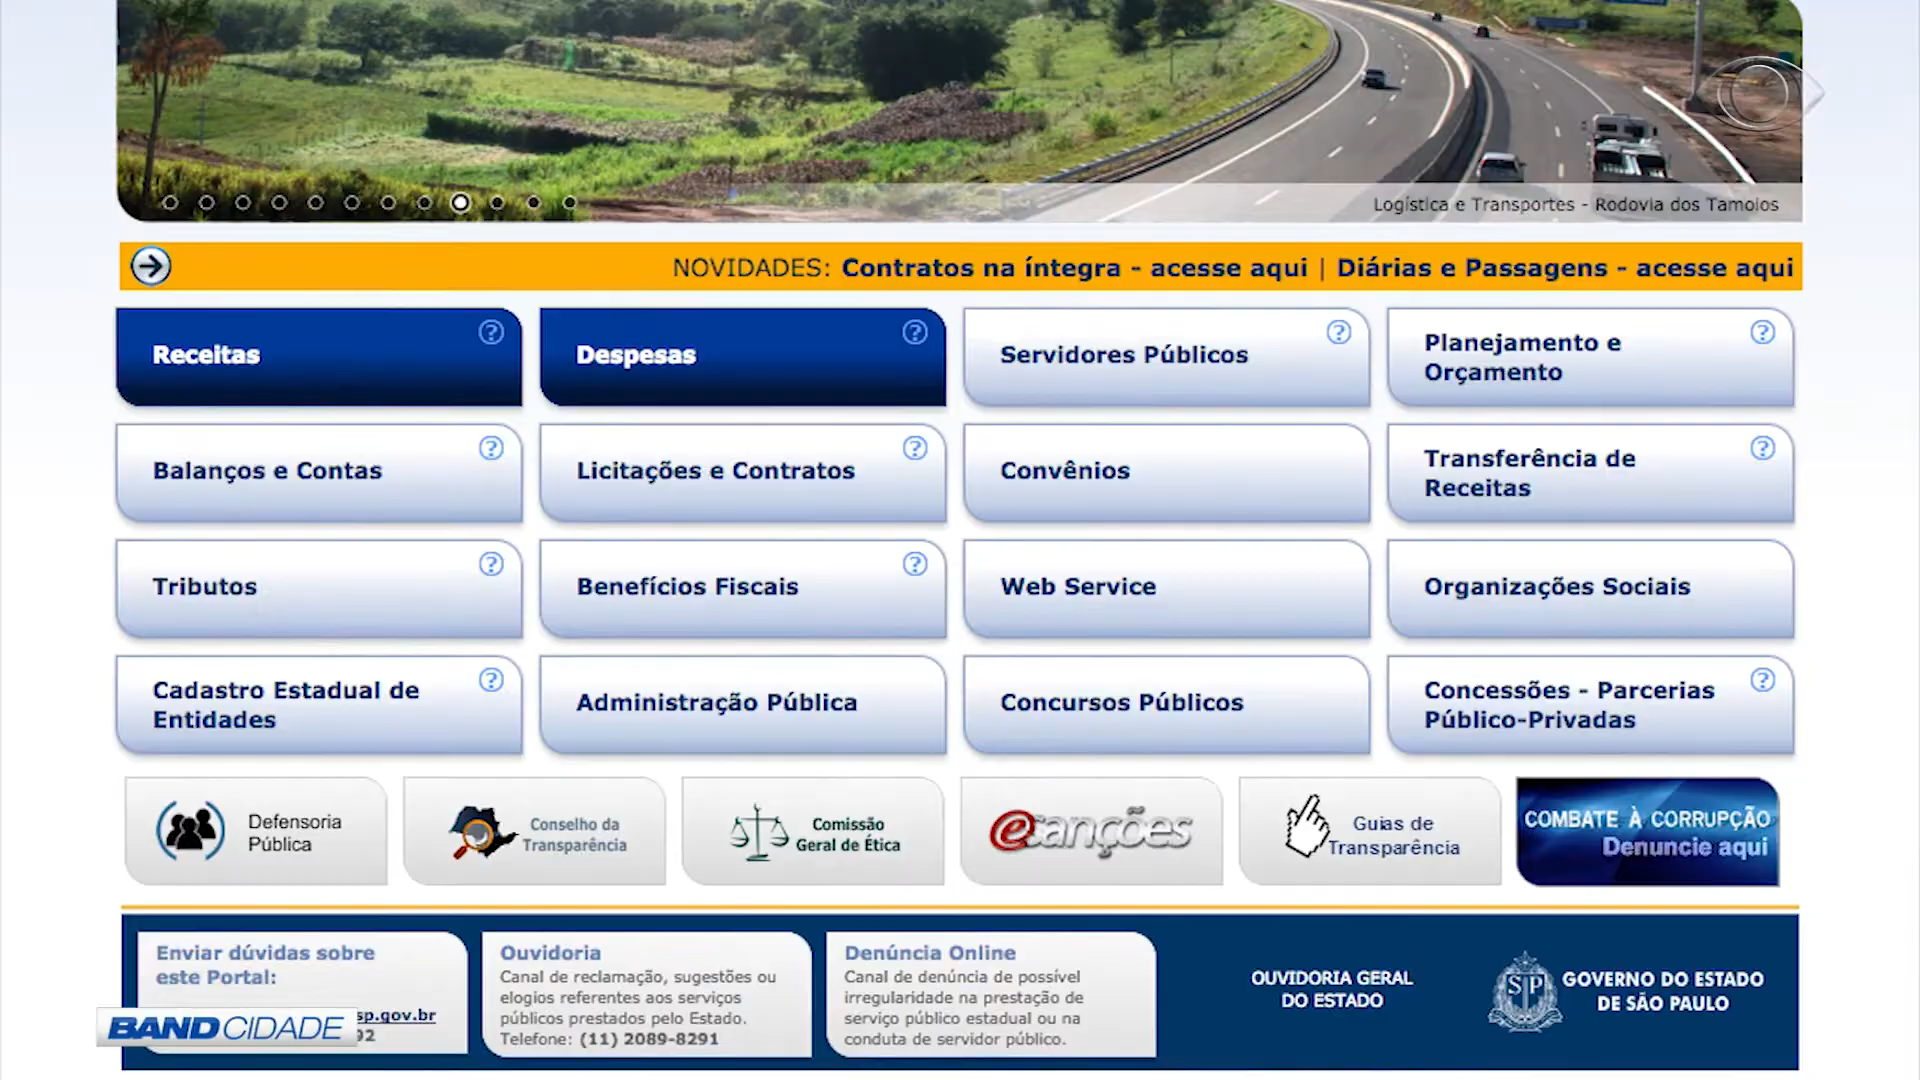 Logística e Transportes - Rodovia dos Tamoios
NOVIDADES: Contratos na íntegra - acesse aqui | Diárias e Passagens - acesse aqui
Receitas
Despesas
Servidores Públicos
Planejamento e
Orçamento
Balanços e Contas
Licitações e Contratos
Convênios
Transferência de
Receitas
Tributos
Benefícios Fiscais
Web Service
Organizações Sociais
Cadastro Estadual de
Entidades
Administração Pública
Concursos Públicos
Concessões - Parcerias
Público-Privadas
Defensoria
Pública
Conselho da
Transparência
Comissão
Geral de Ética
esanções
Guias de
Transparência
COMBATE À CORRUPÇÃO
Denuncie aqui
Enviar dúvidas sobre
este Portal:
sp.gov.br
92
BAND CIDADE
Ouvidoria
Canal de reclamação, sugestões ou
elogios referentes aos serviços
públicos prestados pelo Estado.
Telefone: (11) 2089-8291
Denúncia Online
Canal de denúncia de possível
irregularidade na prestação de
serviço público estadual ou na
conduta de servidor público.
OUVIDORIA GERAL
DO ESTADO
SP
GOVERNO DO ESTADO
DE SÃO PAULO